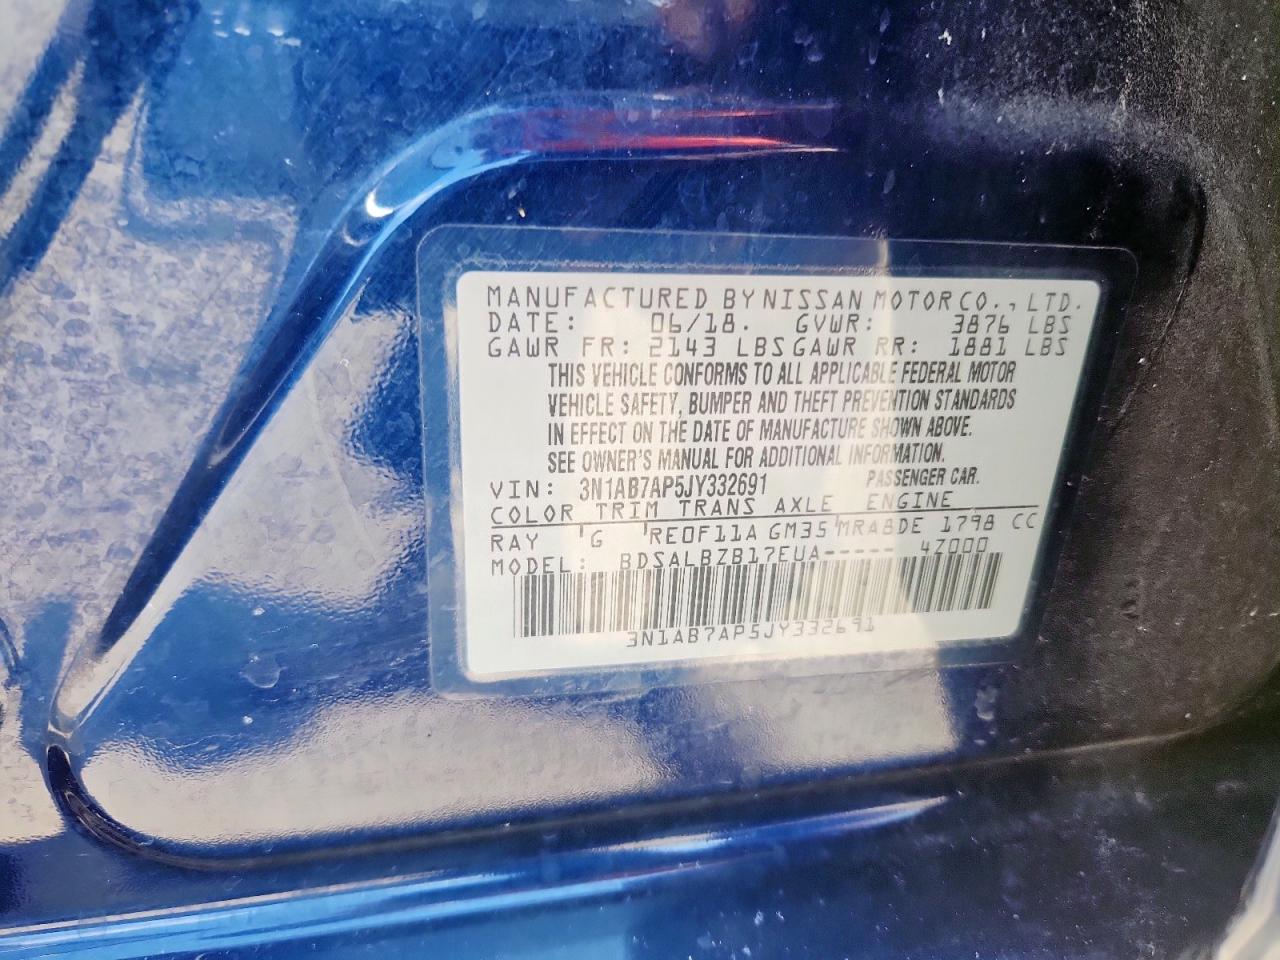 MANUFACTURED BY NISSAN MOTOR CO., LTD.
DATE: 06/18. GVWR: 3876 LBS
GAWR FR: 2143 LBS GAWR RR: 1881 LBS
THIS VEHICLE CONFORMS TO ALL APPLICABLE FEDERAL MOTOR
VEHICLE SAFETY, BUMPER AND THEFT PREVENTION STANDARDS
IN EFFECT ON THE DATE OF MANUFACTURE SHOWN ABOVE.
SEE OWNER'S MANUAL FOR ADDITIONAL INFORMATION.
VIN: 3N1AB7AP5JY332691 PASSENGER CAR.
COLOR TRIM TRANS AXLE ENGINE
RAY G RE0F11A GM35 MRA8DE 1798 CC
MODEL: BDSALBZB17EUA----- 4Z000
3N1AB7AP5JY332691